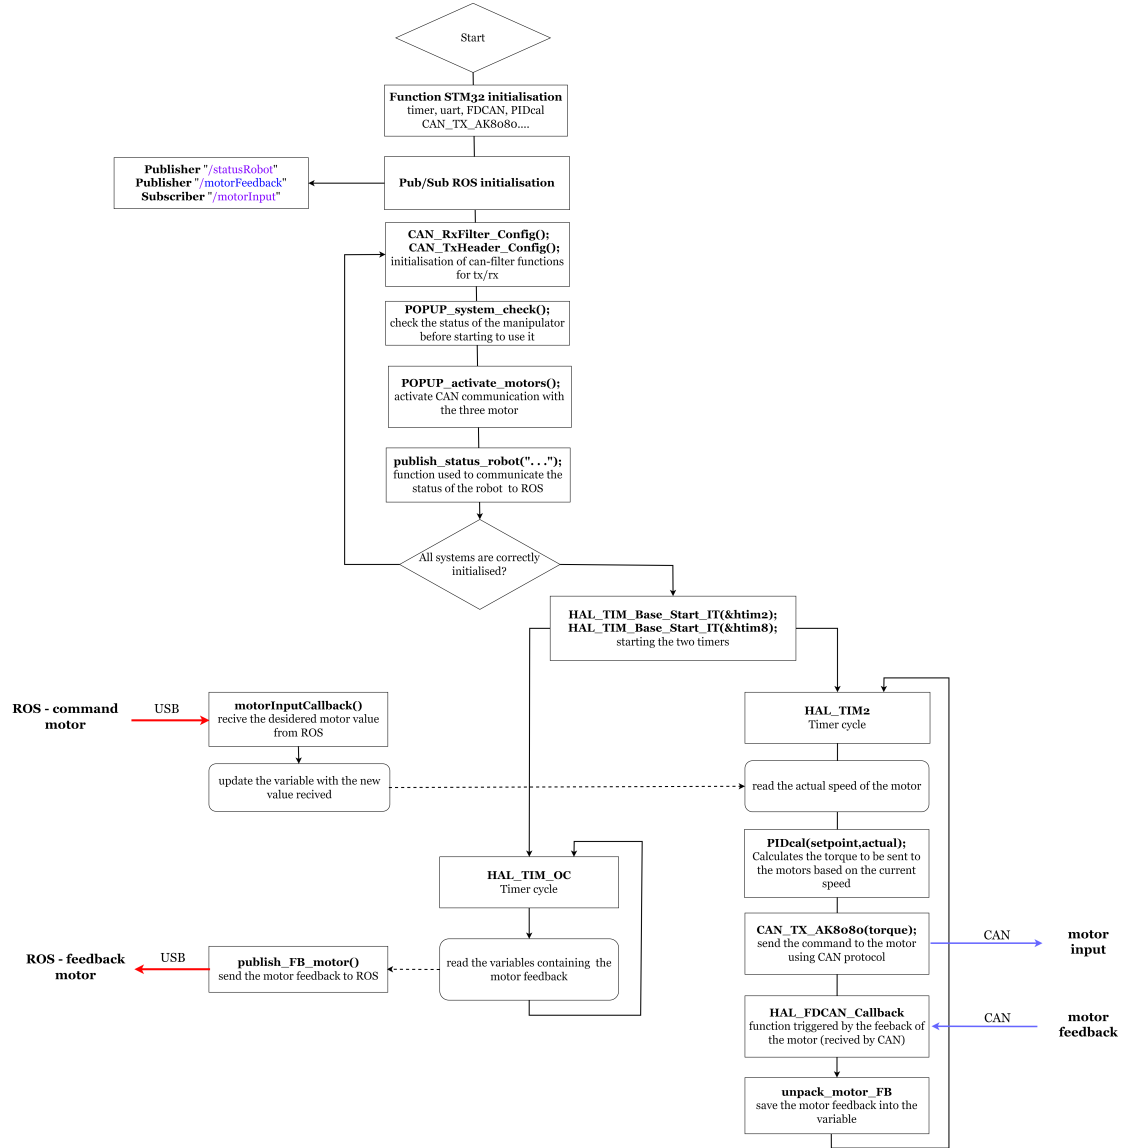 Start
Function STM32 initialisation
timer, uart, FDCAN, PIDcal
CAN_TX_AK8080....
Publisher "/statusRobot"
Publisher "/motorFeedback"
Subscriber "/motorInput"
Pub/Sub ROS initialisation
CAN_RxFilter_Config();
CAN_TxHeader_Config();
initialisation of can-filter functions
for tx/rx
POPUP_system_check();
check the status of the manipulator
before starting to use it
POPUP_activate_motors();
activate CAN communication with
the three motor
publish_status_robot(". . .");
function used to communicate the
status of the robot to ROS
All systems are correctly
initialised?
HAL_TIM_Base_Start_IT(&htim2);
HAL_TIM_Base_Start_IT(&htim8);
starting the two timers
ROS - command
motor
USB
motorInputCallback()
recive the desidered motor value
from ROS
update the variable with the new
value recived
HAL_TIM2
Timer cycle
read the actual speed of the motor
PIDcal(setpoint,actual);
Calculates the torque to be sent to
the motors based on the current
speed
HAL_TIM_OC
Timer cycle
CAN_TX_AK8080(torque);
send the command to the motor
using CAN protocol
CAN
motor
input
ROS - feedback
motor
USB
publish_FB_motor()
send the motor feedback to ROS
read the variables containing the
motor feedback
HAL_FDCAN_Callback
function triggered by the feeback of
the motor (recived by CAN)
CAN
motor
feedback
unpack_motor_FB
save the motor feedback into the
variable